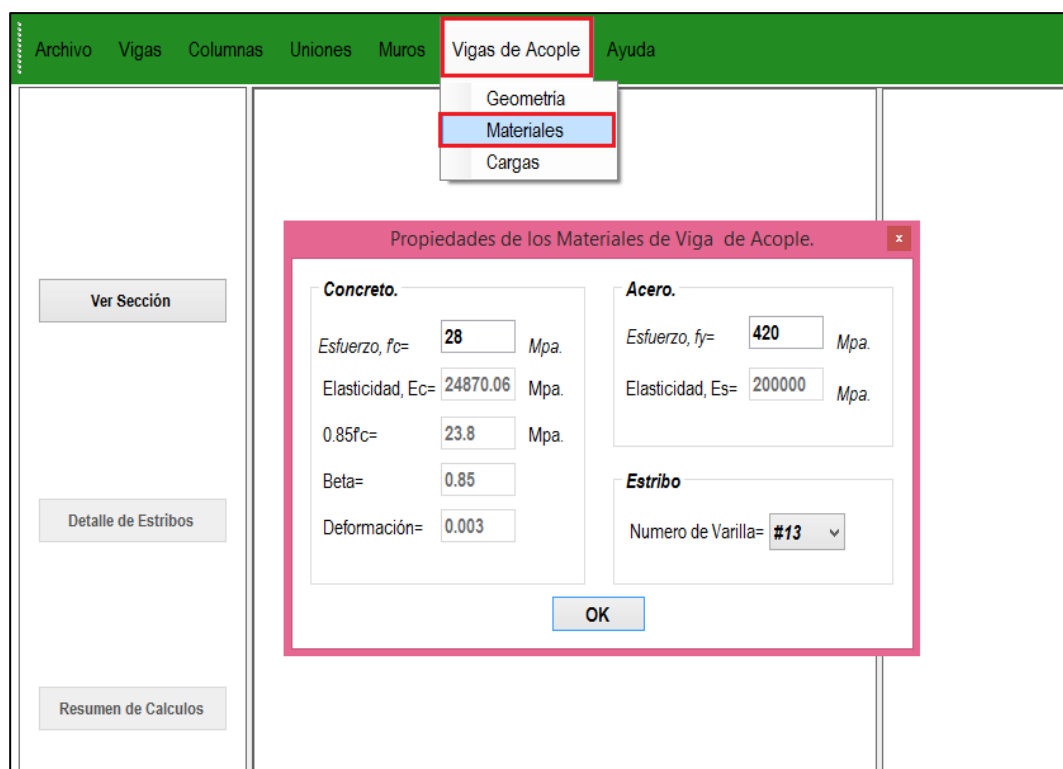 Archivo Vigas Columnas Uniones Muros Vigas de Acople Ayuda
Geometria
Materiales
Cargas
Propiedades de los Materiales de Viga de Acople.
x
Concreto.
Esfuerzo, f'c= 28 Mpa.
Elasticidad, Ec= 24870.06 Mpa.
0.85f'c= 23.8 Mpa.
Beta= 0.85
Deformación= 0.003
Acero.
Esfuerzo, fy= 420 Mpa.
Elasticidad, Es= 200000 Mpa.
Estribo
Numero de Varilla= #13
OK
Ver Sección
Detalle de Estribos
Resumen de Calculos